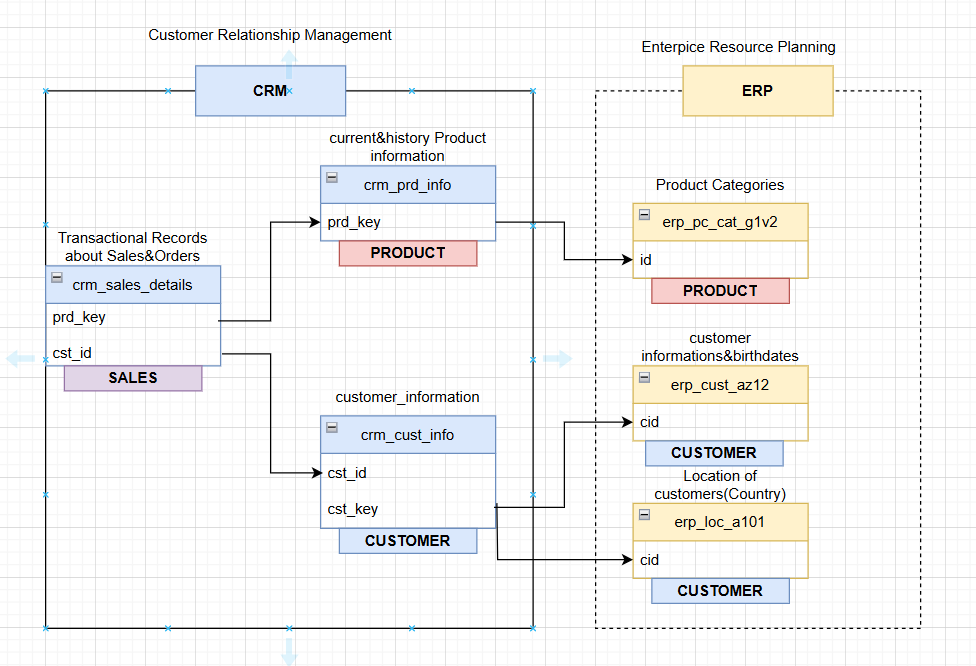 Customer Relationship Management
CRM
current&history Product
information
crm_prd_info
prd_key
PRODUCT
Transactional Records
about Sales&Orders
crm_sales_details
prd_key
cst_id
SALES
customer_information
crm_cust_info
cst_id
cst_key
CUSTOMER
Enterpice Resource Planning
ERP
Product Categories
erp_pc_cat_g1v2
id
PRODUCT
customer
informations&birthdates
erp_cust_az12
cid
CUSTOMER
Location of
customers(Country)
erp_loc_a101
cid
CUSTOMER